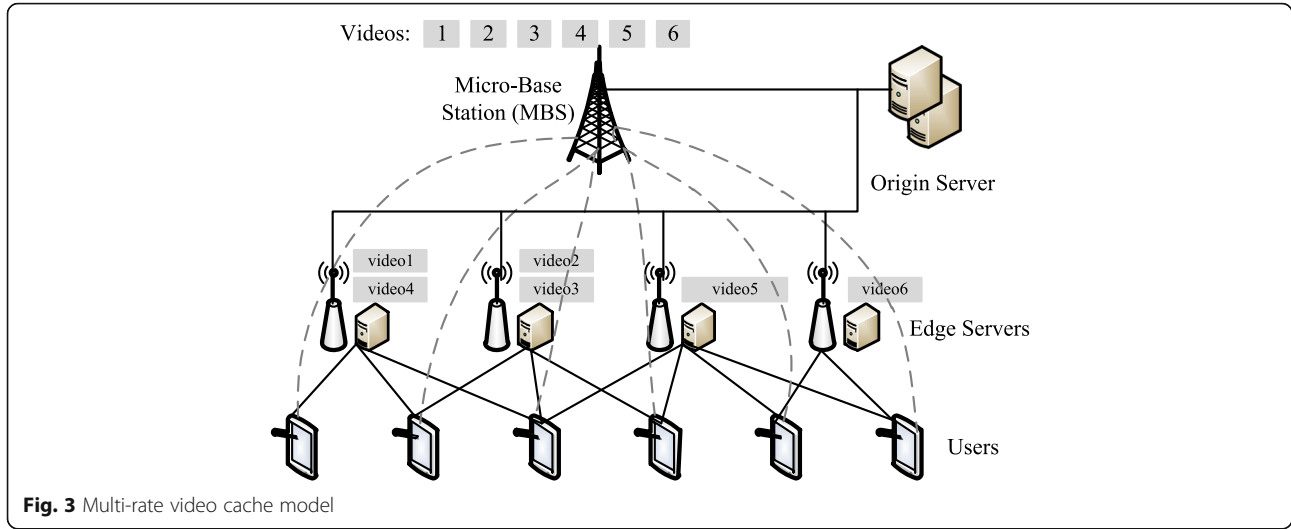 Videos: 1 2 3 4 5 6
Micro-Base
Station (MBS)
Origin Server
video1 video2
video4 video3 video5 video6
Edge Servers
Users
Fig. 3 Multi-rate video cache model